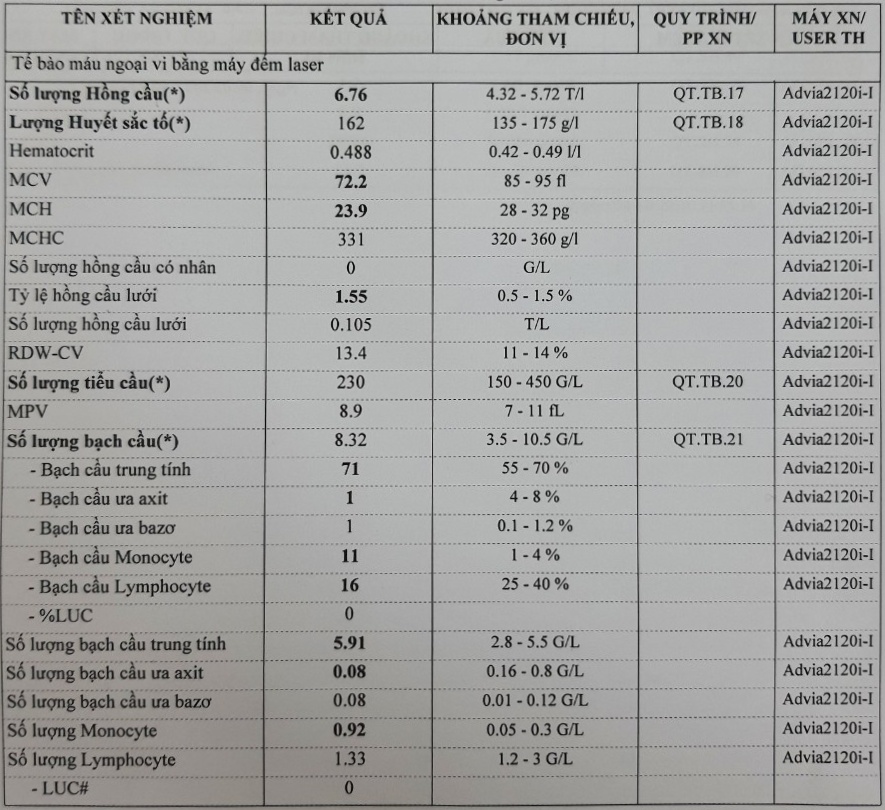 TÊN XÉT NGHIỆM KẾT QUẢ KHOẢNG THAM CHIẾU, ĐƠN VỊ QUY TRÌNH/ PP XN MÁY XN/ USER TH
Tế bào máu ngoại vi bằng máy đếm laser
Số lượng Hồng cầu(*) 6.76 4.32 - 5.72 T/l QT.TB.17 Advia2120i-I
Lượng Huyết sắc tố(*) 162 135 - 175 g/l QT.TB.18 Advia2120i-I
Hematocrit 0.488 0.42 - 0.49 l/l Advia2120i-I
MCV 72.2 85 - 95 fl Advia2120i-I
MCH 23.9 28 - 32 pg Advia2120i-I
MCHC 331 320 - 360 g/l Advia2120i-I
Số lượng hồng cầu có nhân 0 G/L Advia2120i-I
Tỷ lệ hồng cầu lưới 1.55 0.5 - 1.5 % Advia2120i-I
Số lượng hồng cầu lưới 0.105 T/L Advia2120i-I
RDW-CV 13.4 11 - 14 % Advia2120i-I
Số lượng tiểu cầu(*) 230 150 - 450 G/L QT.TB.20 Advia2120i-I
MPV 8.9 7 - 11 fL Advia2120i-I
Số lượng bạch cầu(*) 8.32 3.5 - 10.5 G/L QT.TB.21 Advia2120i-I
- Bạch cầu trung tính 71 55 - 70 % Advia2120i-I
- Bạch cầu ưa axit 1 4 - 8 % Advia2120i-I
- Bạch cầu ưa bazơ 1 0.1 - 1.2 % Advia2120i-I
- Bạch cầu Monocyte 11 1 - 4 % Advia2120i-I
- Bạch cầu Lymphocyte 16 25 - 40 % Advia2120i-I
- %LUC 0
Số lượng bạch cầu trung tính 5.91 2.8 - 5.5 G/L Advia2120i-I
Số lượng bạch cầu ưa axit 0.08 0.16 - 0.8 G/L Advia2120i-I
Số lượng bạch cầu ưa bazơ 0.08 0.01 - 0.12 G/L Advia2120i-I
Số lượng Monocyte 0.92 0.05 - 0.3 G/L Advia2120i-I
Số lượng Lymphocyte 1.33 1.2 - 3 G/L Advia2120i-I
- LUC# 0